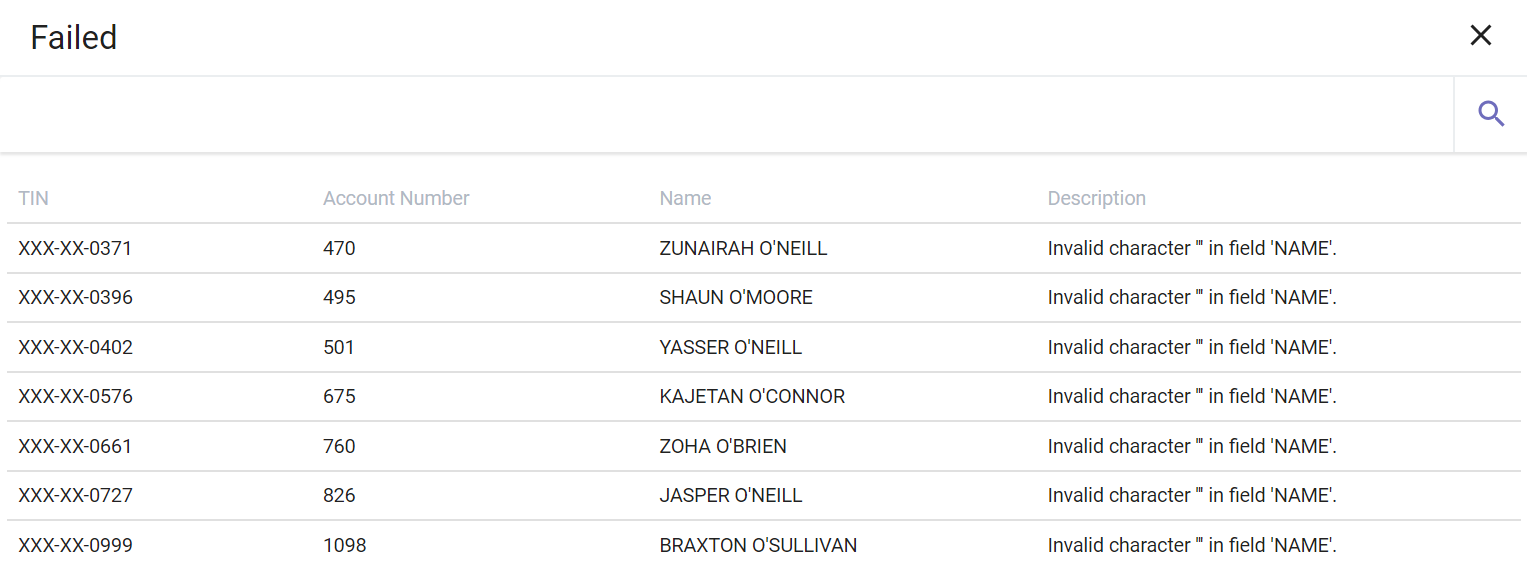 Failed
TIN Account Number Name Description
XXX-XX-0371 470 ZUNAIRAH O'NEILL Invalid character ''' in field 'NAME'.
XXX-XX-0396 495 SHAUN O'MOORE Invalid character ''' in field 'NAME'.
XXX-XX-0402 501 YASSER O'NEILL Invalid character ''' in field 'NAME'.
XXX-XX-0576 675 KAJETAN O'CONNOR Invalid character ''' in field 'NAME'.
XXX-XX-0661 760 ZOHA O'BRIEN Invalid character ''' in field 'NAME'.
XXX-XX-0727 826 JASPER O'NEILL Invalid character ''' in field 'NAME'.
XXX-XX-0999 1098 BRAXTON O'SULLIVAN Invalid character ''' in field 'NAME'.